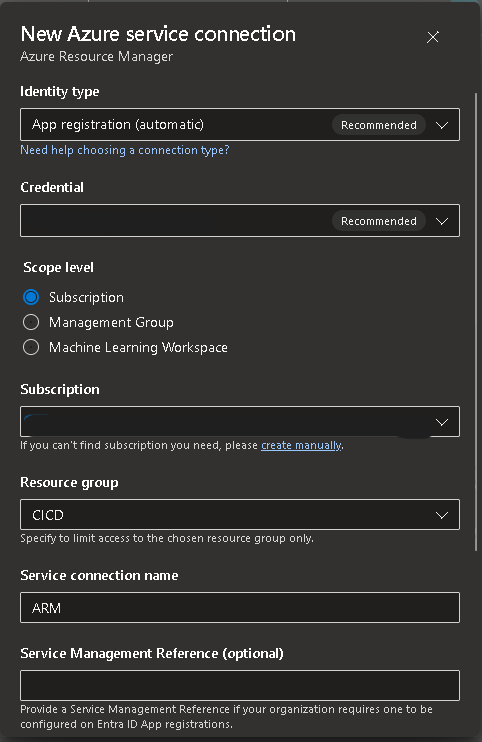 New Azure service connection
Azure Resource Manager
Identity type
App registration (automatic) Recommended
Need help choosing a connection type?
Credential
Recommended
Scope level
Subscription
Management Group
Machine Learning Workspace
Subscription
If you can't find subscription you need, please create manually.
Resource group
CICD
Specify to limit access to the chosen resource group only.
Service connection name
ARM
Service Management Reference (optional)
Provide a Service Management Reference if your organization requires one to be
configured on Entra ID App registrations.